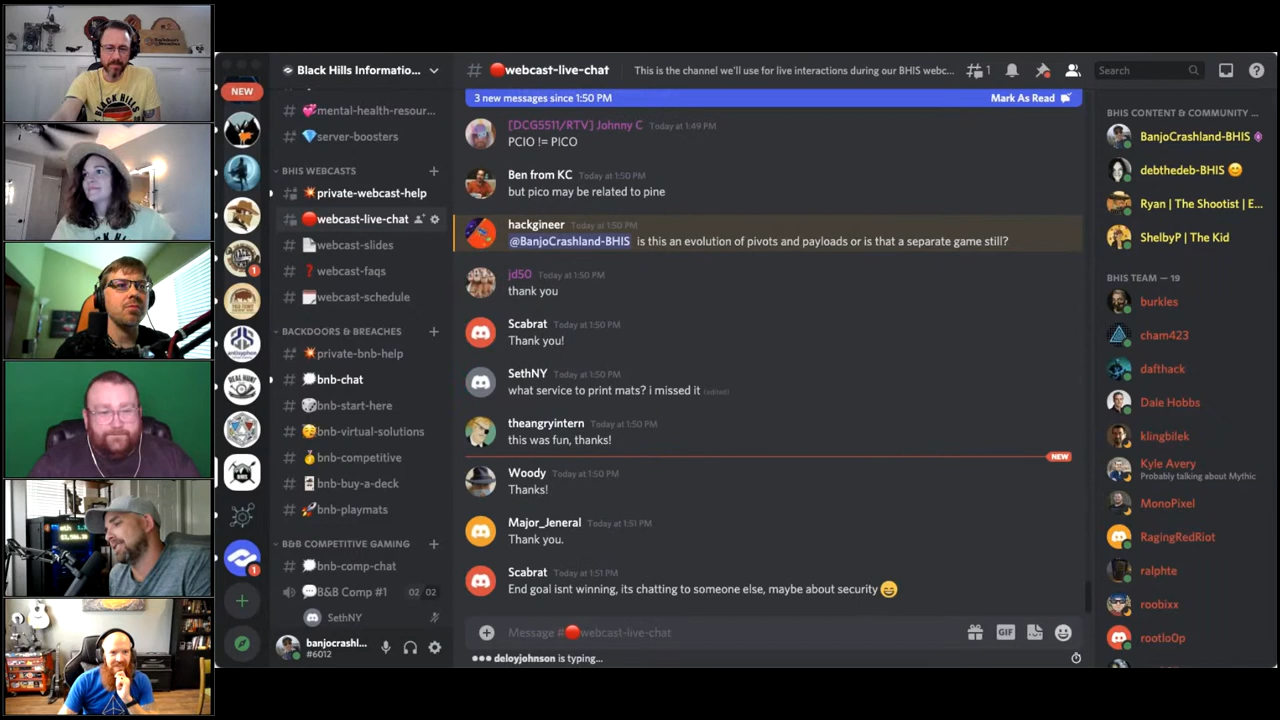 BLACK HILLS
NEW
Black Hills Informatio...
mental-health-resour...
server-boosters
BHIS WEBCASTS
private-webcast-help
webcast-live-chat
webcast-slides
webcast-faqs
webcast-schedule
BACKDOORS & BREACHES
private-bnb-help
bnb-chat
bnb-start-here
bnb-virtual-solutions
bnb-competitive
bnb-buy-a-deck
bnb-playmats
B&B COMPETITIVE GAMING
bnb-comp-chat
B&B Comp #1 02 02
SethNY
banjocrashl...
#6012
1
1
BHIS
webcast-live-chat This is the channel we'll use for live interactions during our BHIS webc... 1 Search
3 new messages since 1:50 PM Mark As Read
[DCG5511/RTV] Johnny C Today at 1:49 PM
PCIO != PICO
Ben from KC Today at 1:50 PM
but pico may be related to pine
hackgineer Today at 1:50 PM
@BanjoCrashland-BHIS is this an evolution of pivots and payloads or is that a separate game still?
jd50 Today at 1:50 PM
thank you
Scabrat Today at 1:50 PM
Thank you!
SethNY Today at 1:50 PM
what service to print mats? i missed it (edited)
theangryintern Today at 1:50 PM
this was fun, thanks!
NEW
Woody Today at 1:50 PM
Thanks!
Major_Jeneral Today at 1:51 PM
Thank you.
Scabrat Today at 1:51 PM
End goal isnt winning, its chatting to someone else, maybe about security
Message #webcast-live-chat
GIF
deloyjohnson is typing...
BHIS CONTENT & COMMUNITY ...
BanjoCrashland-BHIS
debthedeb-BHIS
Ryan | The Shootist | E...
ShelbyP | The Kid
BHIS TEAM — 19
burkles
cham423
dafthack
Dale Hobbs
klingbilek
Kyle Avery
Probably talking about Mythic
MonoPixel
RagingRedRiot
ralphte
roobixx
rootlo0p